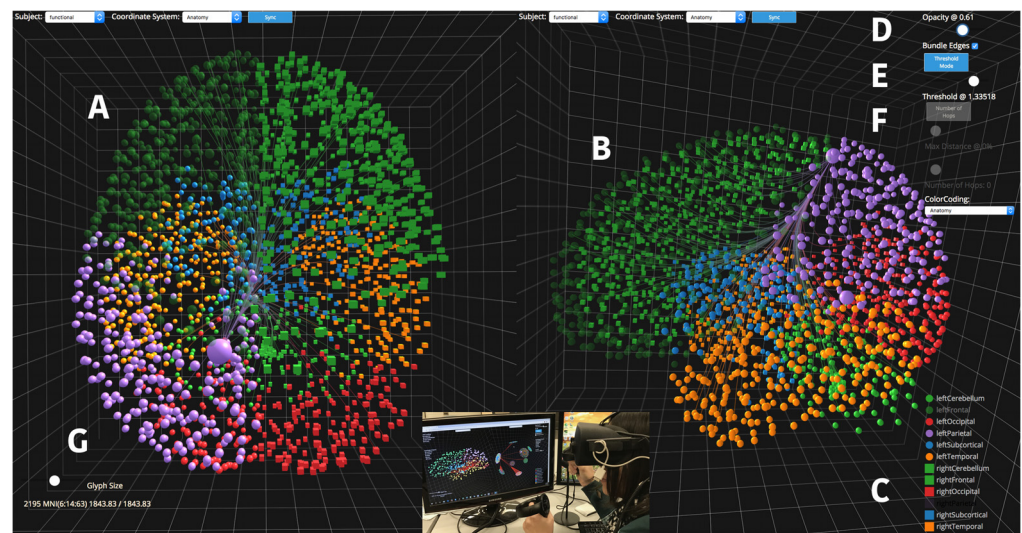 Subject: functional Coordinate System: Anatomy Sync
Subject: functional Coordinate System: Anatomy Sync
A
B
D
Opacity @ 0.61
Bundle Edges
Threshold
Mode
E
Threshold @ 1.33518
F
Number of
Hops
Max Distance @ 0%
Number of Hops: 0
ColorCoding:
Anatomy
G
Glyph Size
2195 MNI(6:14;63) 1843.83 / 1843.83
C
leftCerebellum
leftFrontal
leftOccipital
leftParietal
leftSubcortical
leftTemporal
rightCerebellum
rightFrontal
rightOccipital
rightSubcortical
rightTemporal